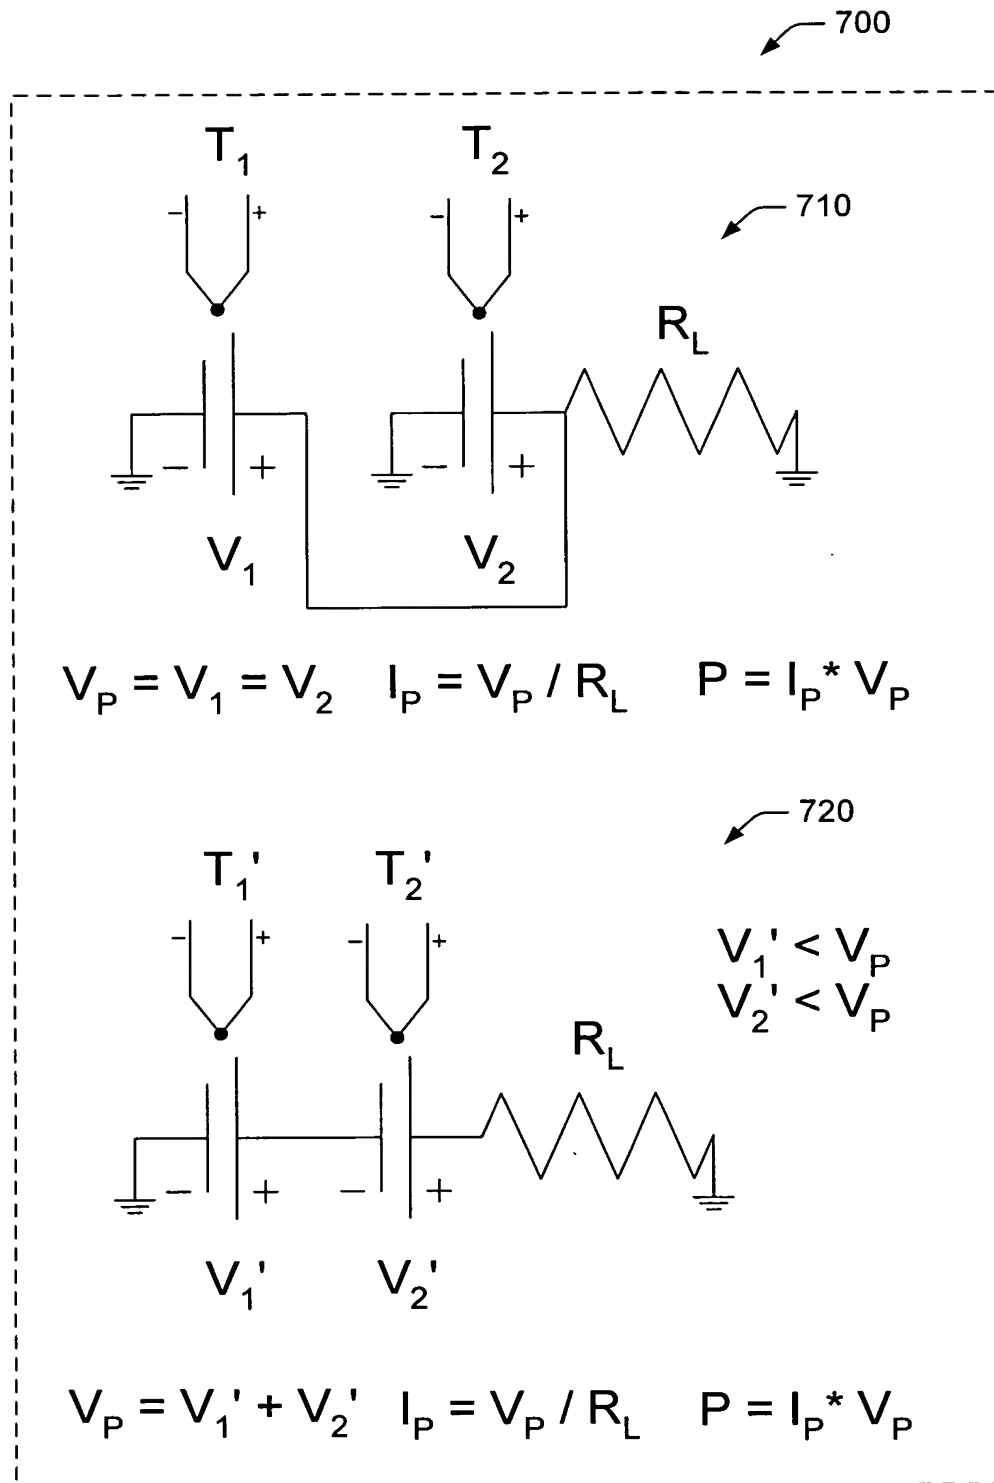 700
T1 T2
- + - +
710
RL
- + - +
V1 V2
VP = V1 = V2 IP = VP / RL P = IP* VP
720
T1' T2'
- + - +
V1' < VP
V2' < VP
RL
- + - +
V1' V2'
VP = V1' + V2' IP = VP / RL P = IP* VP